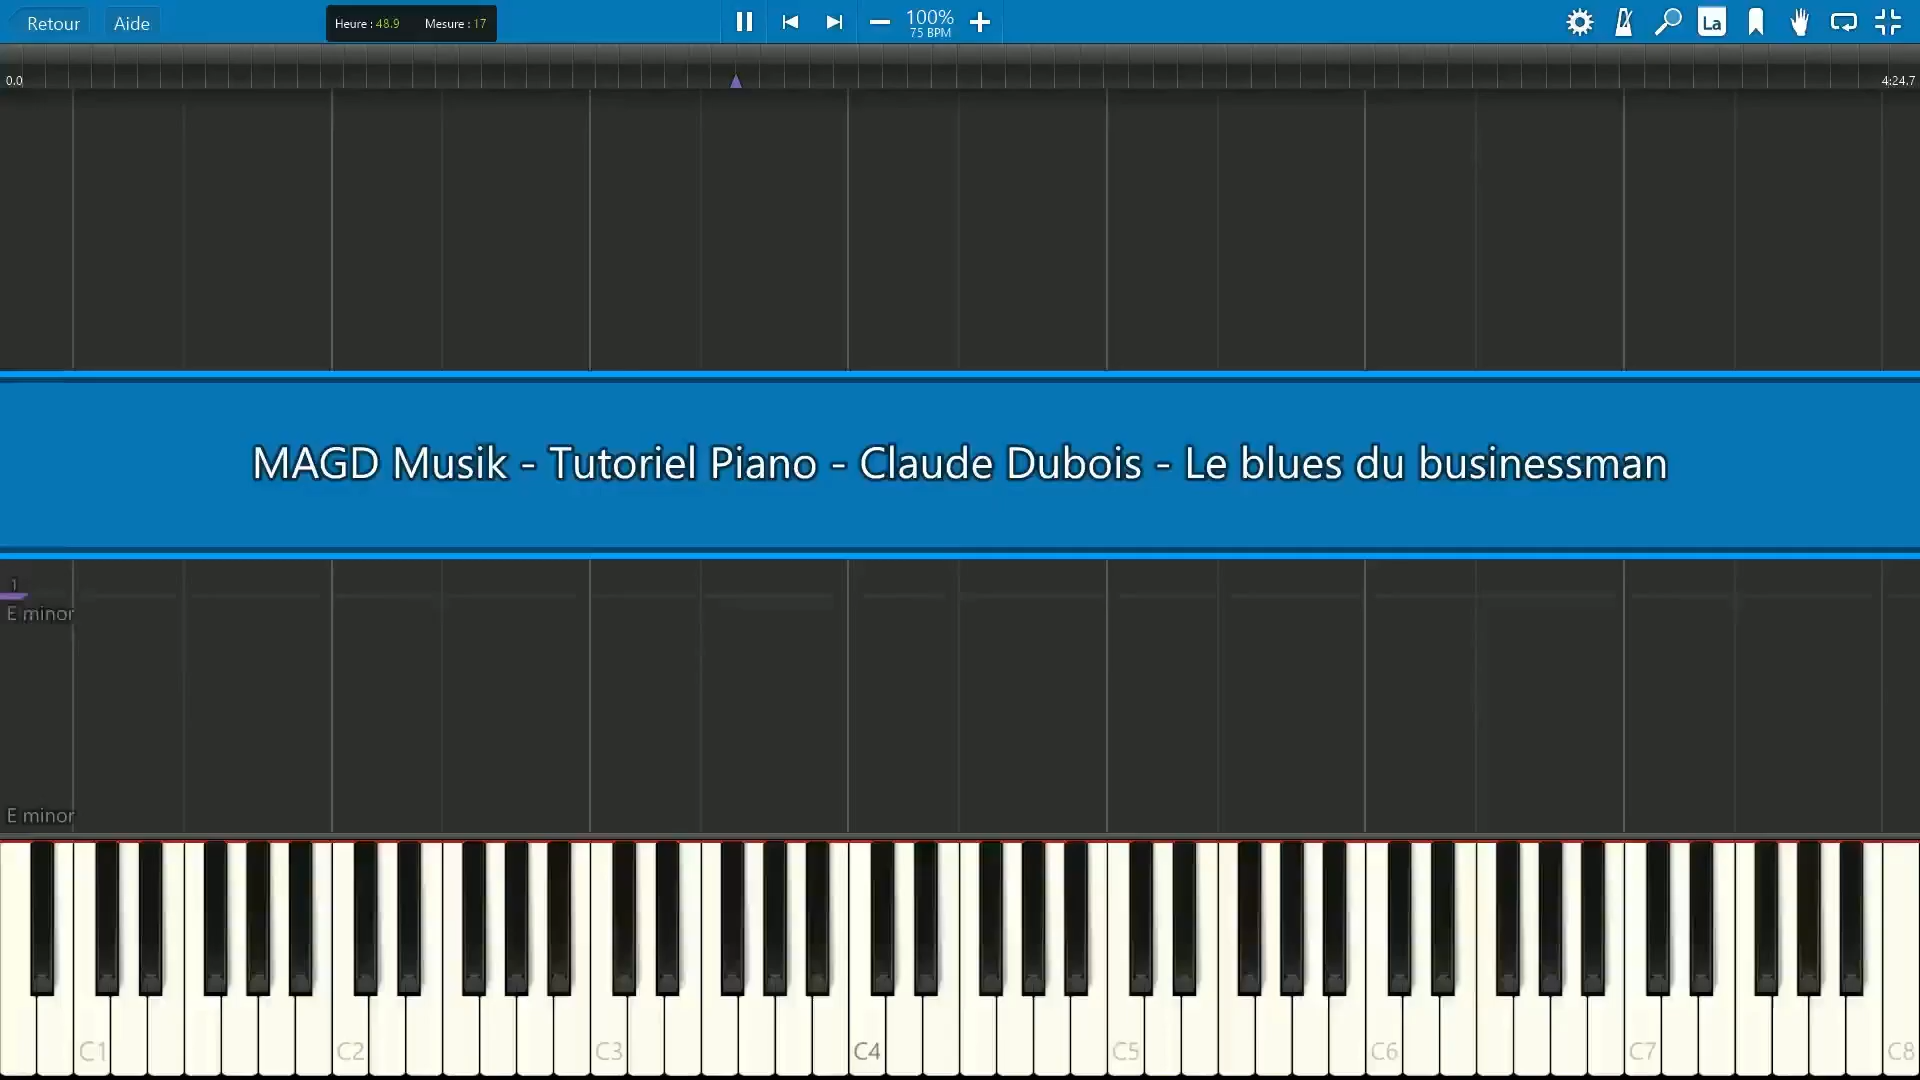 Retour Aide Heure : 48.9 Mesure : 17 100% La
75 BPM
0.0 4:24.7
MAGD Musik - Tutoriel Piano - Claude Dubois - Le blues du businessman
1
E minor
E minor
C1 C2 C3 C4 C5 C6 C7 C8